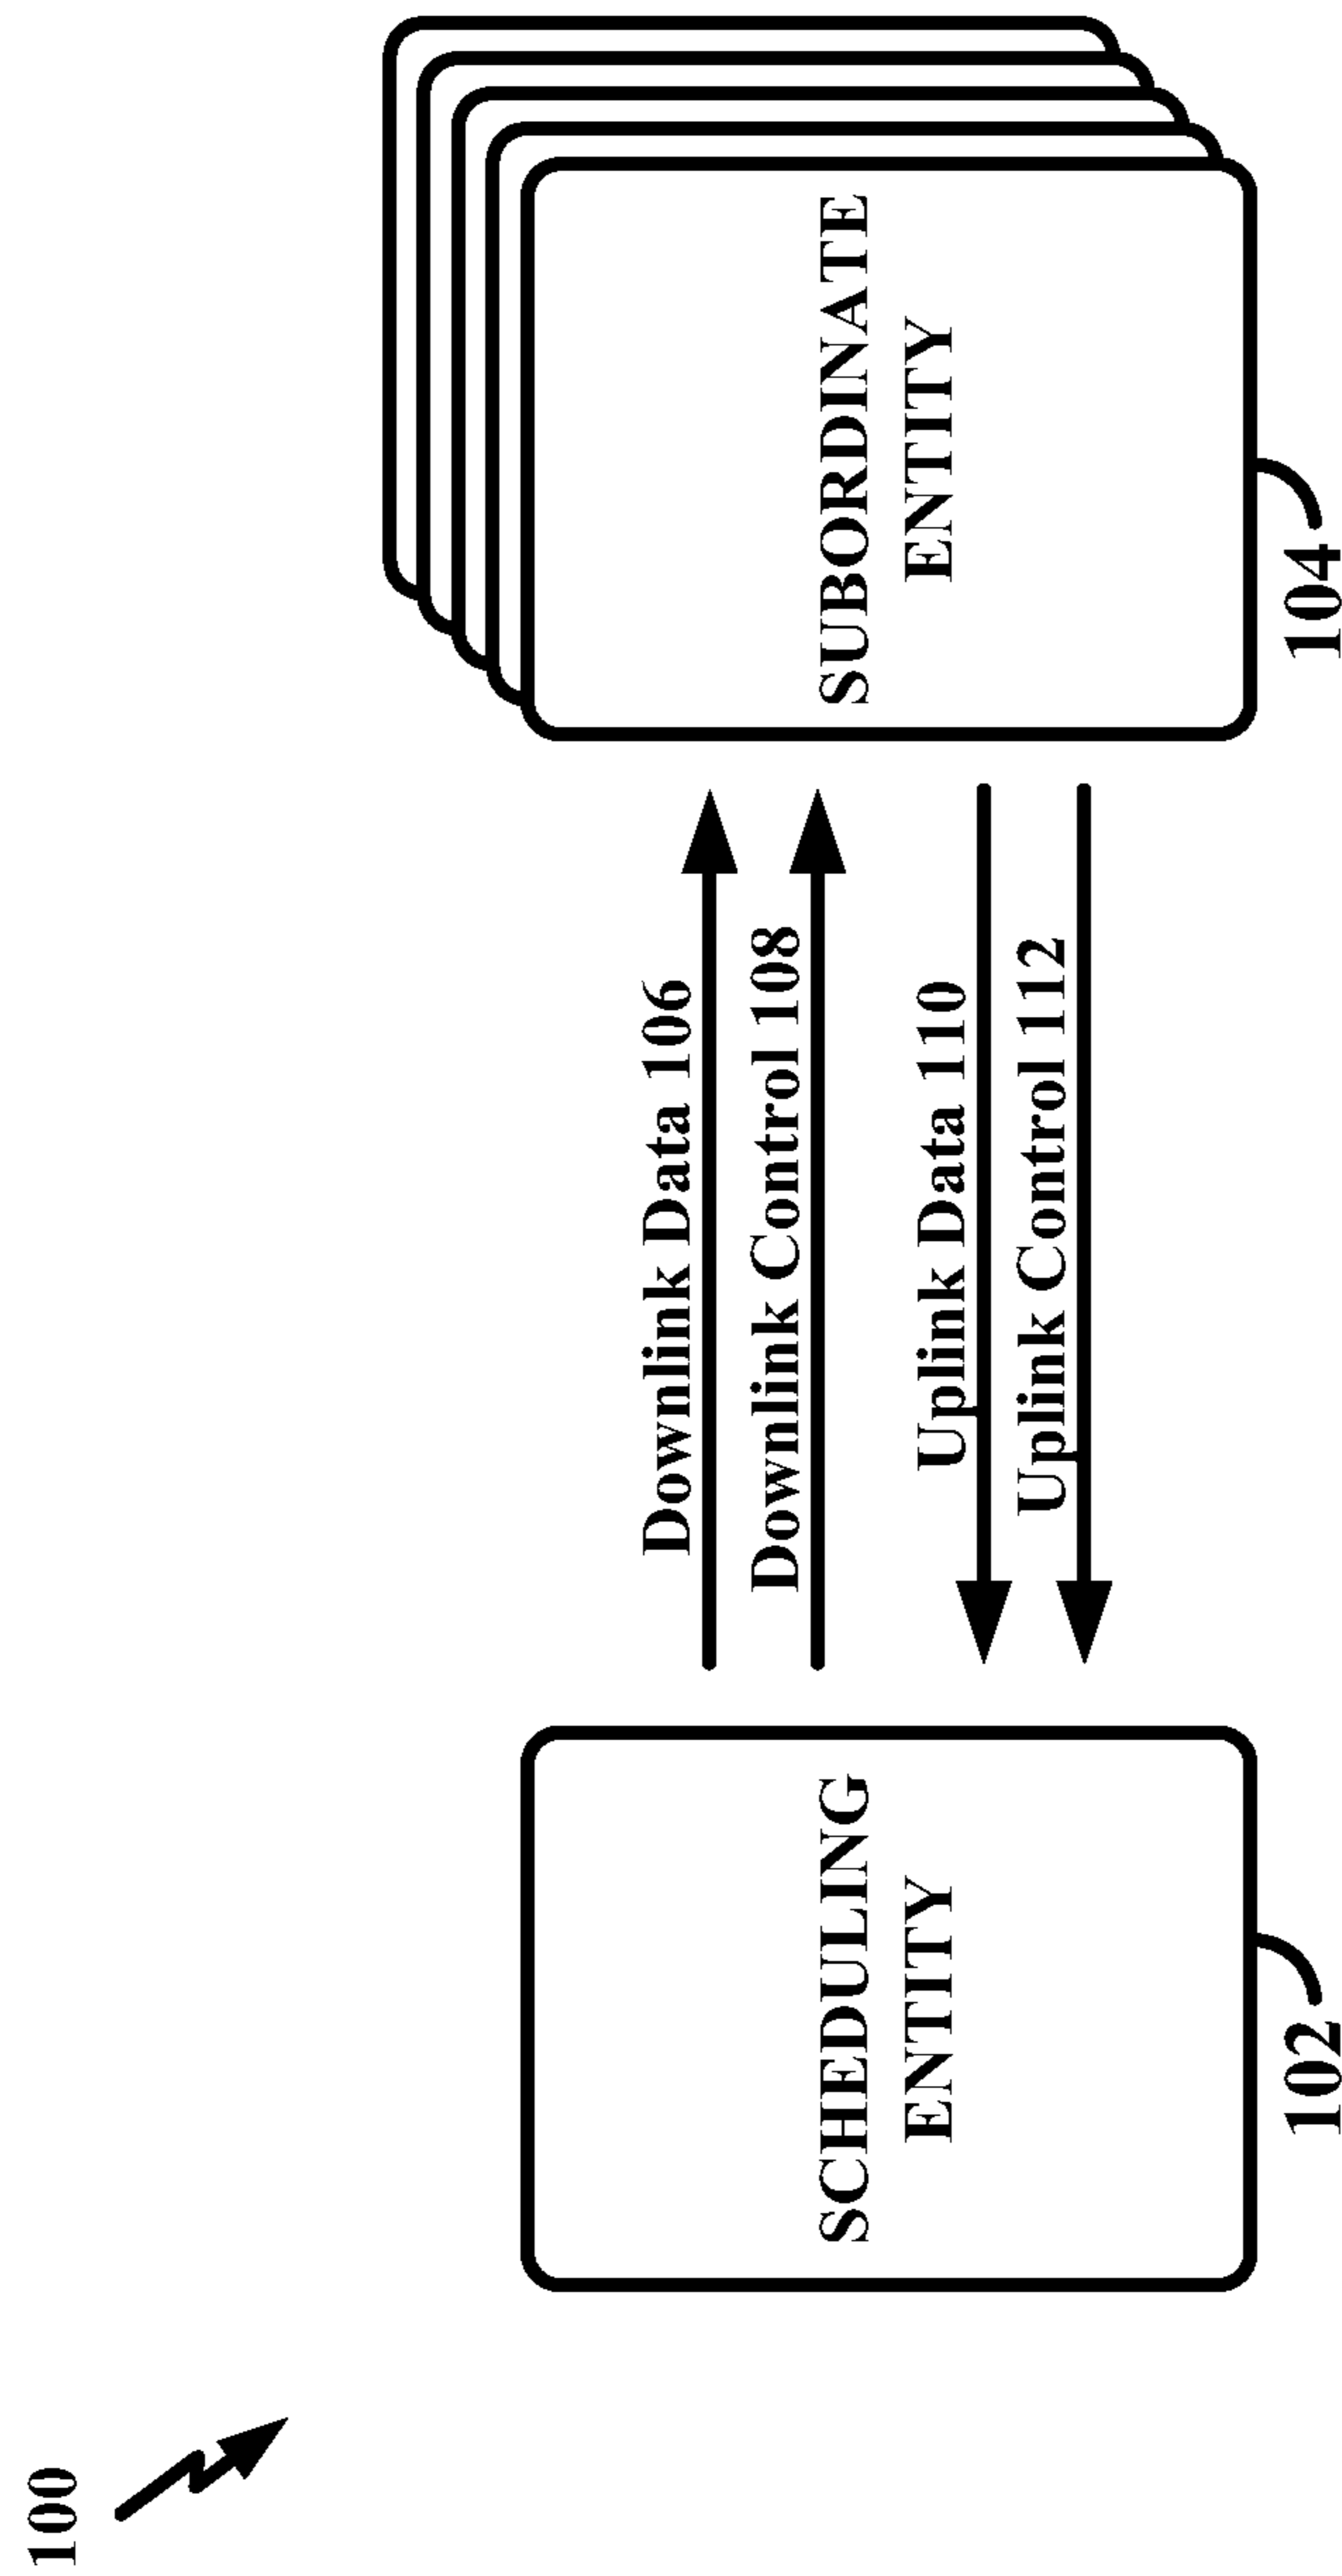 100
SCHEDULING
ENTITY
102
Downlink Data 106
Downlink Control 108
Uplink Data 110
Uplink Control 112
SUBORDINATE
ENTITY
104